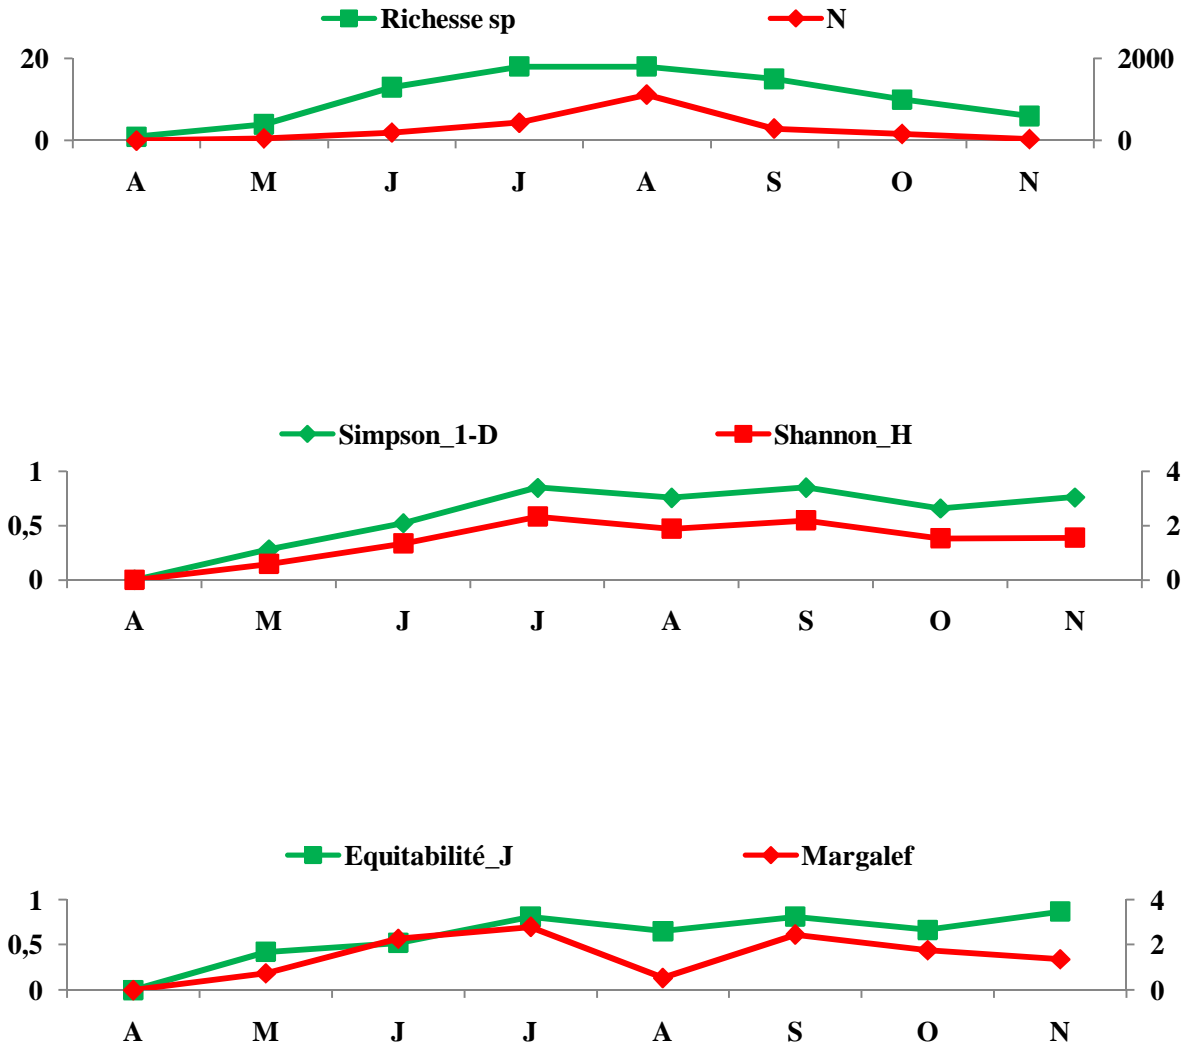 Richesse sp N
20 2000
0 0
A M J J A S O N
Simpson_1-D Shannon_H
1 4
0,5 2
0 0
A M J J A S O N
Equitabilité_J Margalef
1 4
0,5 2
0 0
A M J J A S O N